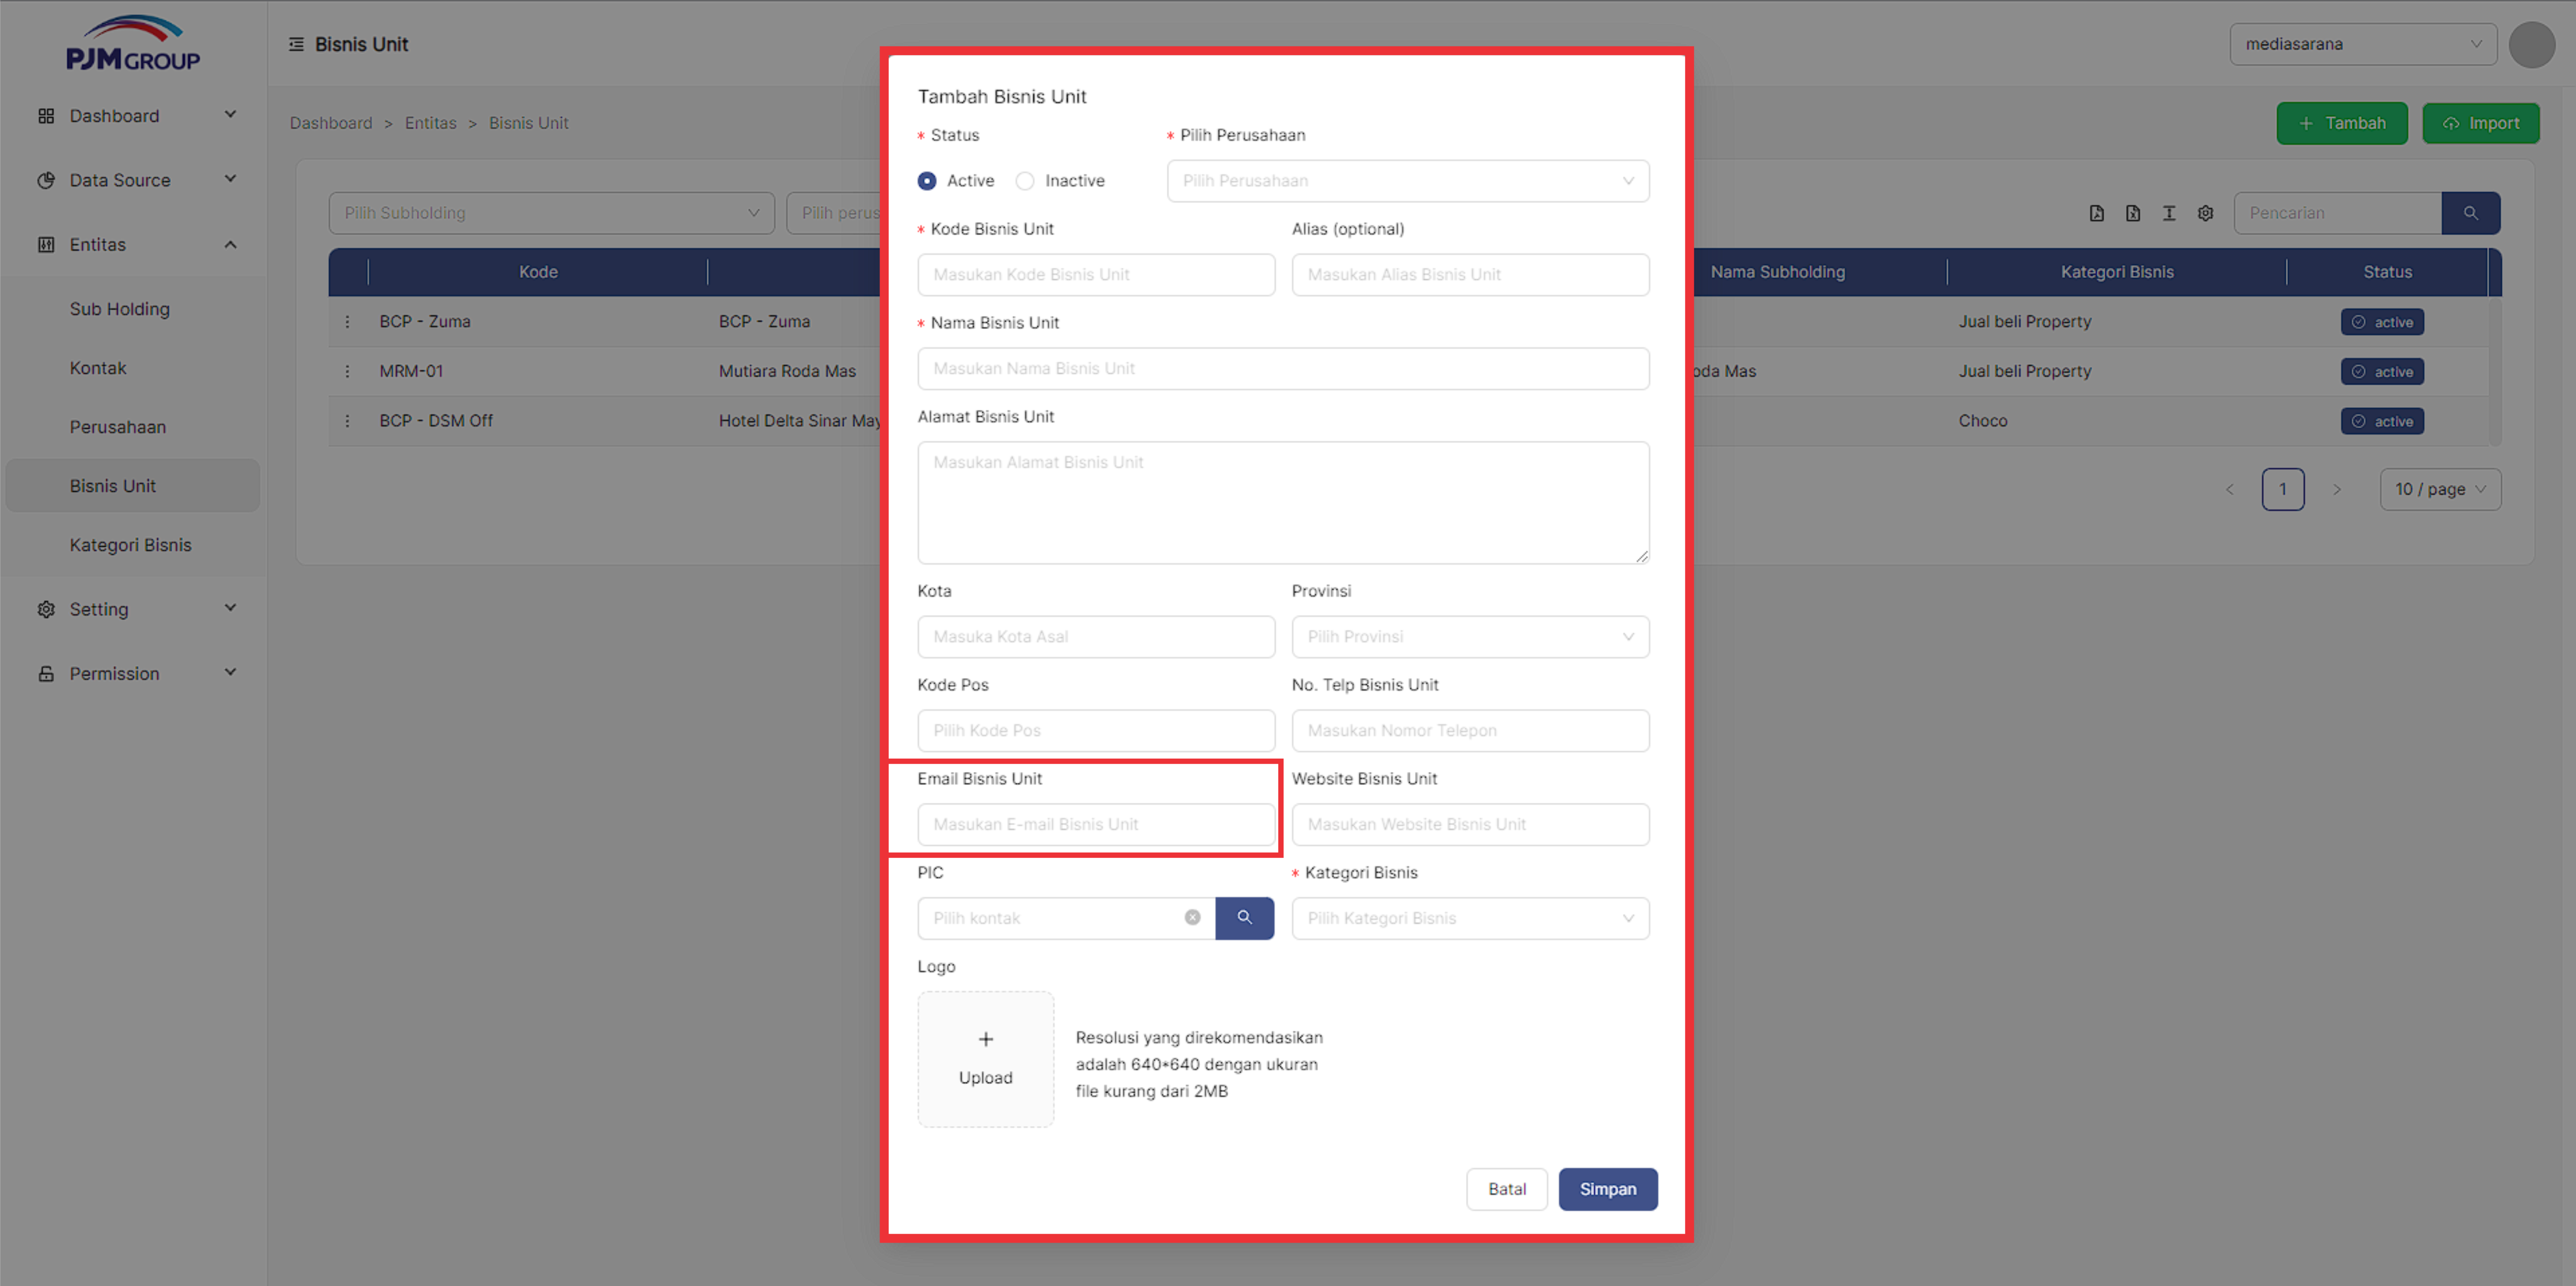 PJM GROUP
Bisnis Unit
mediasarana
Dashboard
Data Source
Entitas
Sub Holding
Kontak
Perusahaan
Bisnis Unit
Kategori Bisnis
Setting
Permission
Dashboard > Entitas > Bisnis Unit
+ Tambah
Import
Pilih Subholding
Pilih perus
Pencarian
Kode
Nama Subholding
Kategori Bisnis
Status
BCP - Zuma
BCP - Zuma
Jual beli Property
active
MRM-01
Mutiara Roda Mas
oda Mas
Jual beli Property
active
BCP - DSM Off
Hotel Delta Sinar May
Choco
active
< 1 >
10 / page
Tambah Bisnis Unit
* Status
* Pilih Perusahaan
Active
Inactive
Pilih Perusahaan
* Kode Bisnis Unit
Alias (optional)
Masukan Kode Bisnis Unit
Masukan Alias Bisnis Unit
* Nama Bisnis Unit
Masukan Nama Bisnis Unit
Alamat Bisnis Unit
Masukan Alamat Bisnis Unit
Kota
Provinsi
Masuka Kota Asal
Pilih Provinsi
Kode Pos
No. Telp Bisnis Unit
Pilih Kode Pos
Masukan Nomor Telepon
Email Bisnis Unit
Website Bisnis Unit
Masukan E-mail Bisnis Unit
Masukan Website Bisnis Unit
PIC
* Kategori Bisnis
Pilih kontak
Pilih Kategori Bisnis
Logo
+
Upload
Resolusi yang direkomendasikan
adalah 640*640 dengan ukuran
file kurang dari 2MB
Batal
Simpan